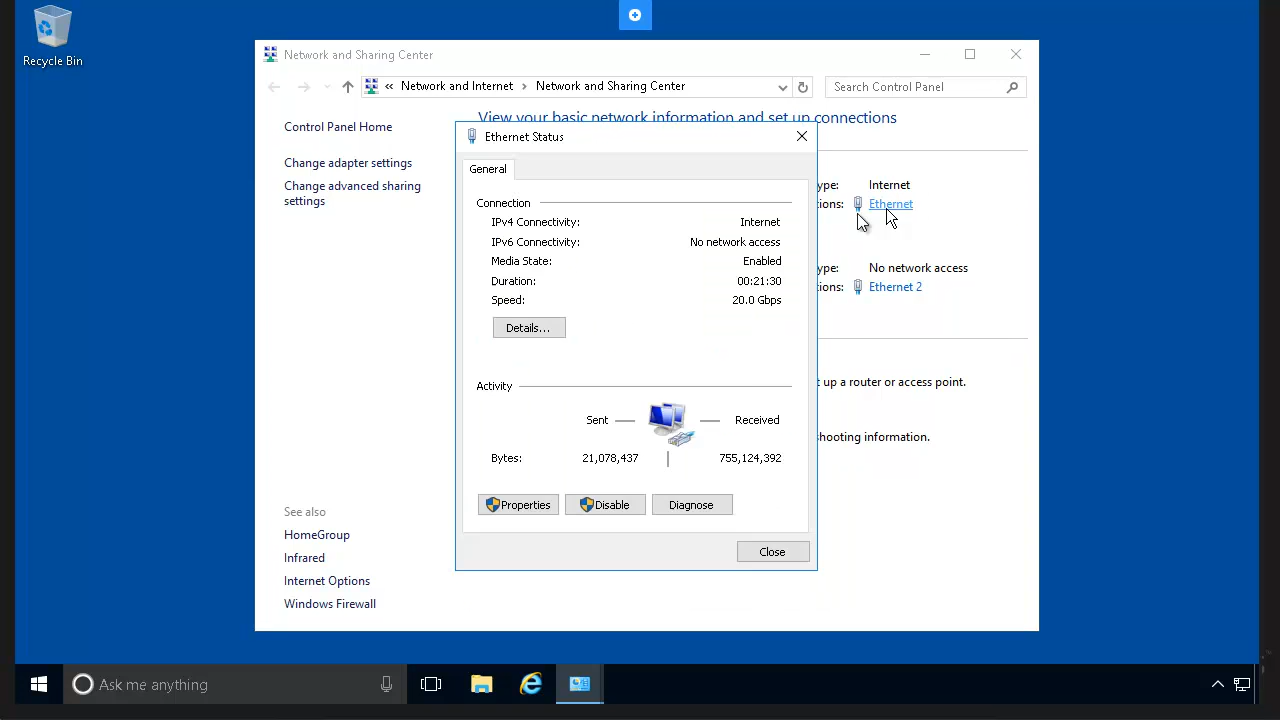 Recycle Bin
Network and Sharing Center
« Network and Internet › Network and Sharing Center
Search Control Panel
Control Panel Home
Change adapter settings
Change advanced sharing
settings
See also
HomeGroup
Infrared
Internet Options
Windows Firewall
View your basic network information and set up connections
ype: Internet
ions: Ethernet
ype: No network access
ions: Ethernet 2
t up a router or access point.
hooting information.
Ethernet Status
General
Connection
IPv4 Connectivity: Internet
IPv6 Connectivity: No network access
Media State: Enabled
Duration: 00:21:30
Speed: 20.0 Gbps
Details...
Activity
Sent — — Received
Bytes: 21,078,437 | 755,124,392
Properties Disable Diagnose
Close
Ask me anything